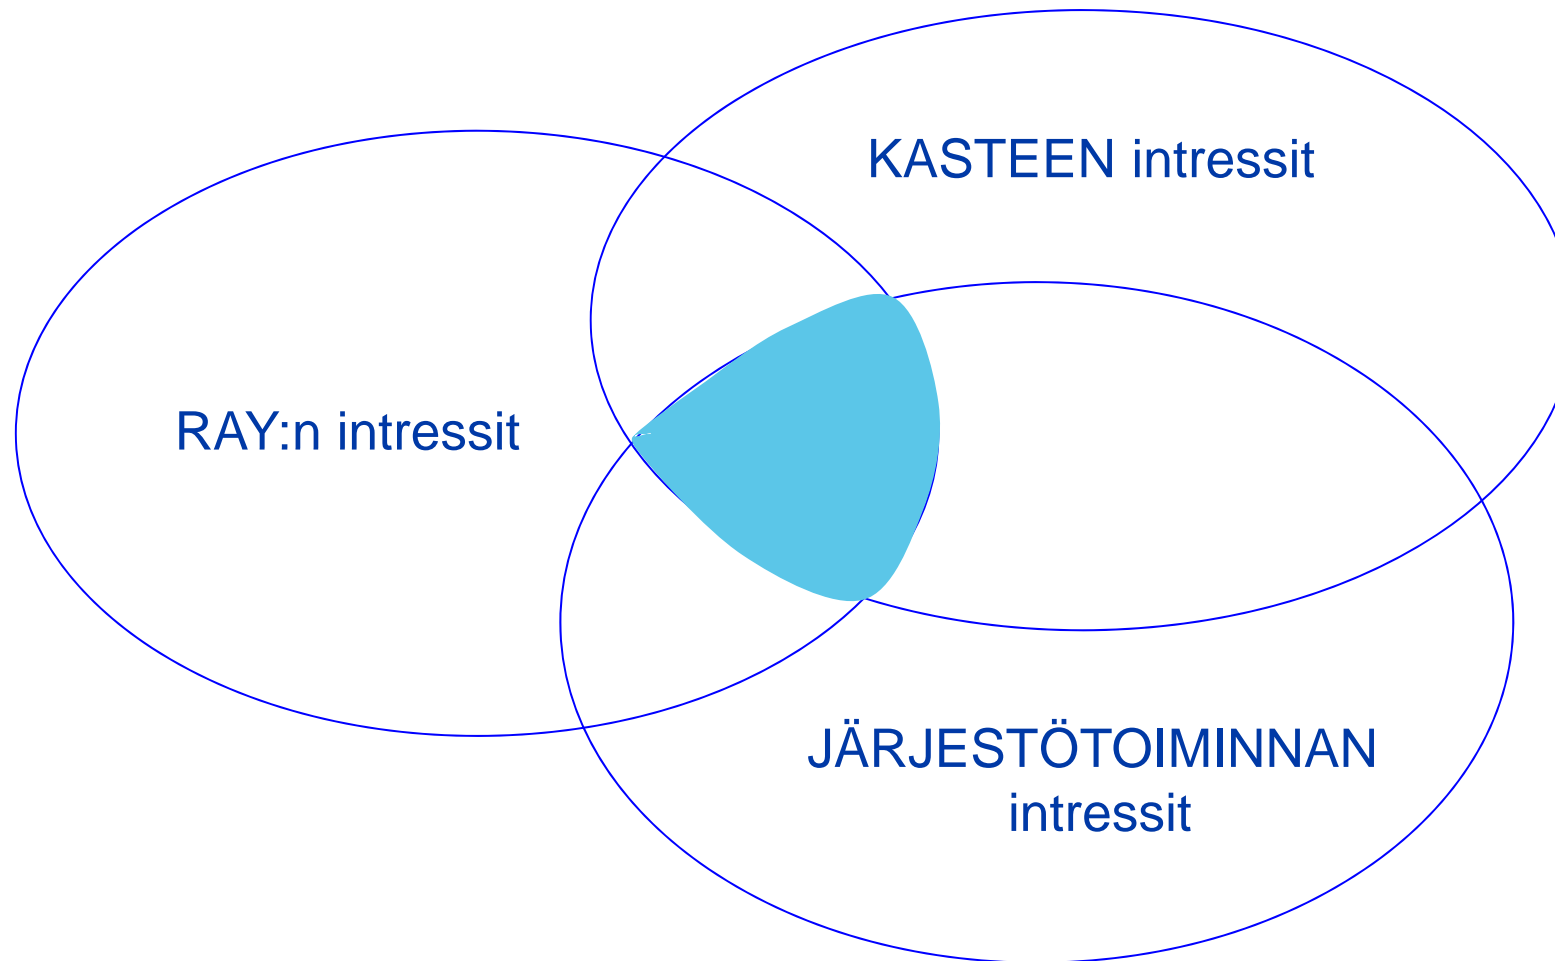 KASTEEN intressit
RAY:n intressit
JÄRJESTÖTOIMINNAN
intressit